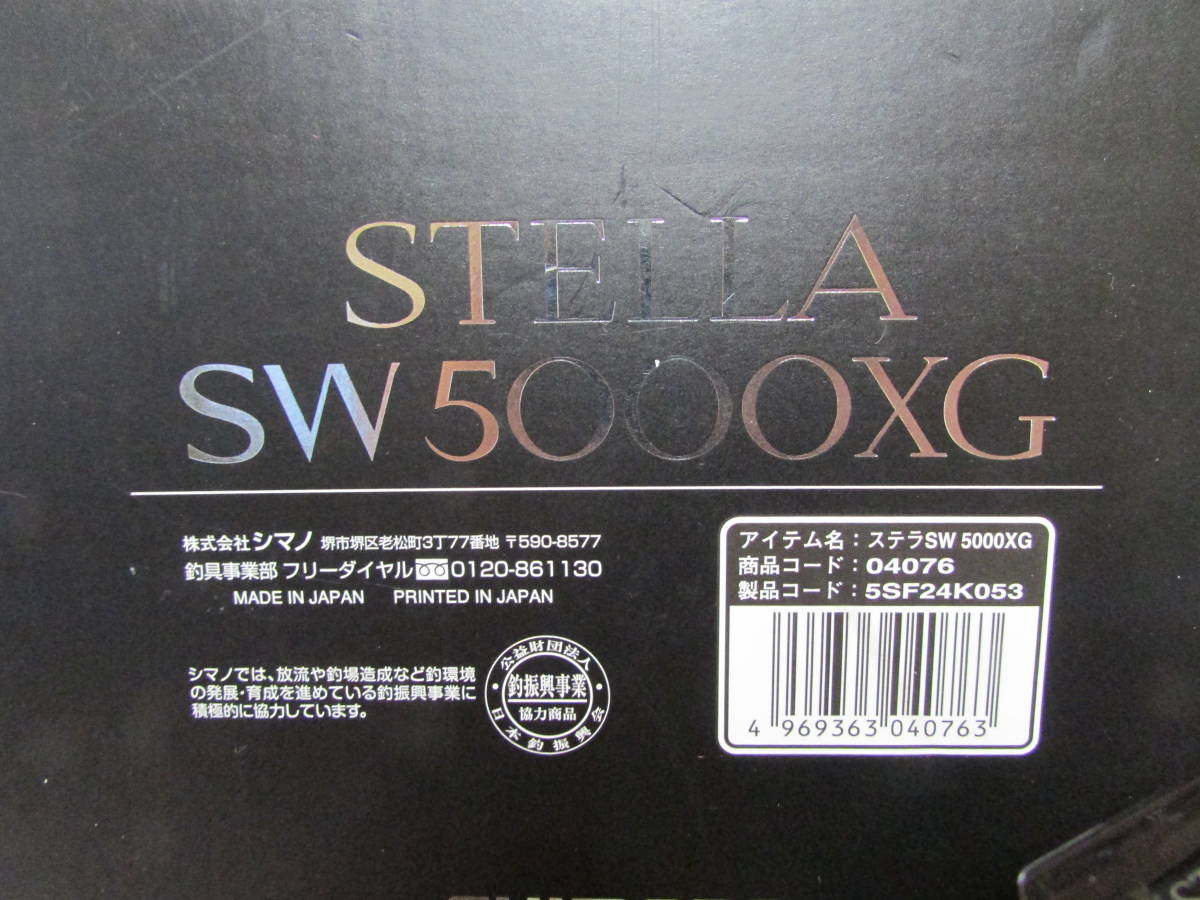 STELLA
SW 5000XG
株式会社シマノ 堺市堺区老松町3丁77番地 〒590-8577
釣具事業部 フリーダイヤル 0120-861130
MADE IN JAPAN PRINTED IN JAPAN
シマノでは、放流や釣場造成など釣環境
の発展・育成を進めている釣振興事業に
積極的に協力しています。
公益財団法人
釣振興事業
協力商品
日本釣振興会
アイテム名：ステラSW 5000XG
商品コード：04076
製品コード：5SF24K053
4 969363 040763